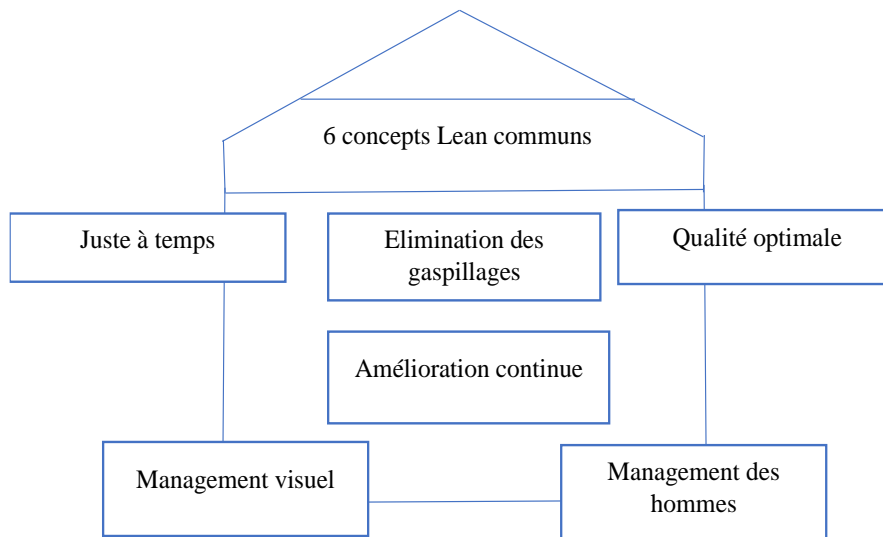 6 concepts Lean communs
Juste à temps
Elimination des
gaspillages
Qualité optimale
Amélioration continue
Management visuel
Management des
hommes